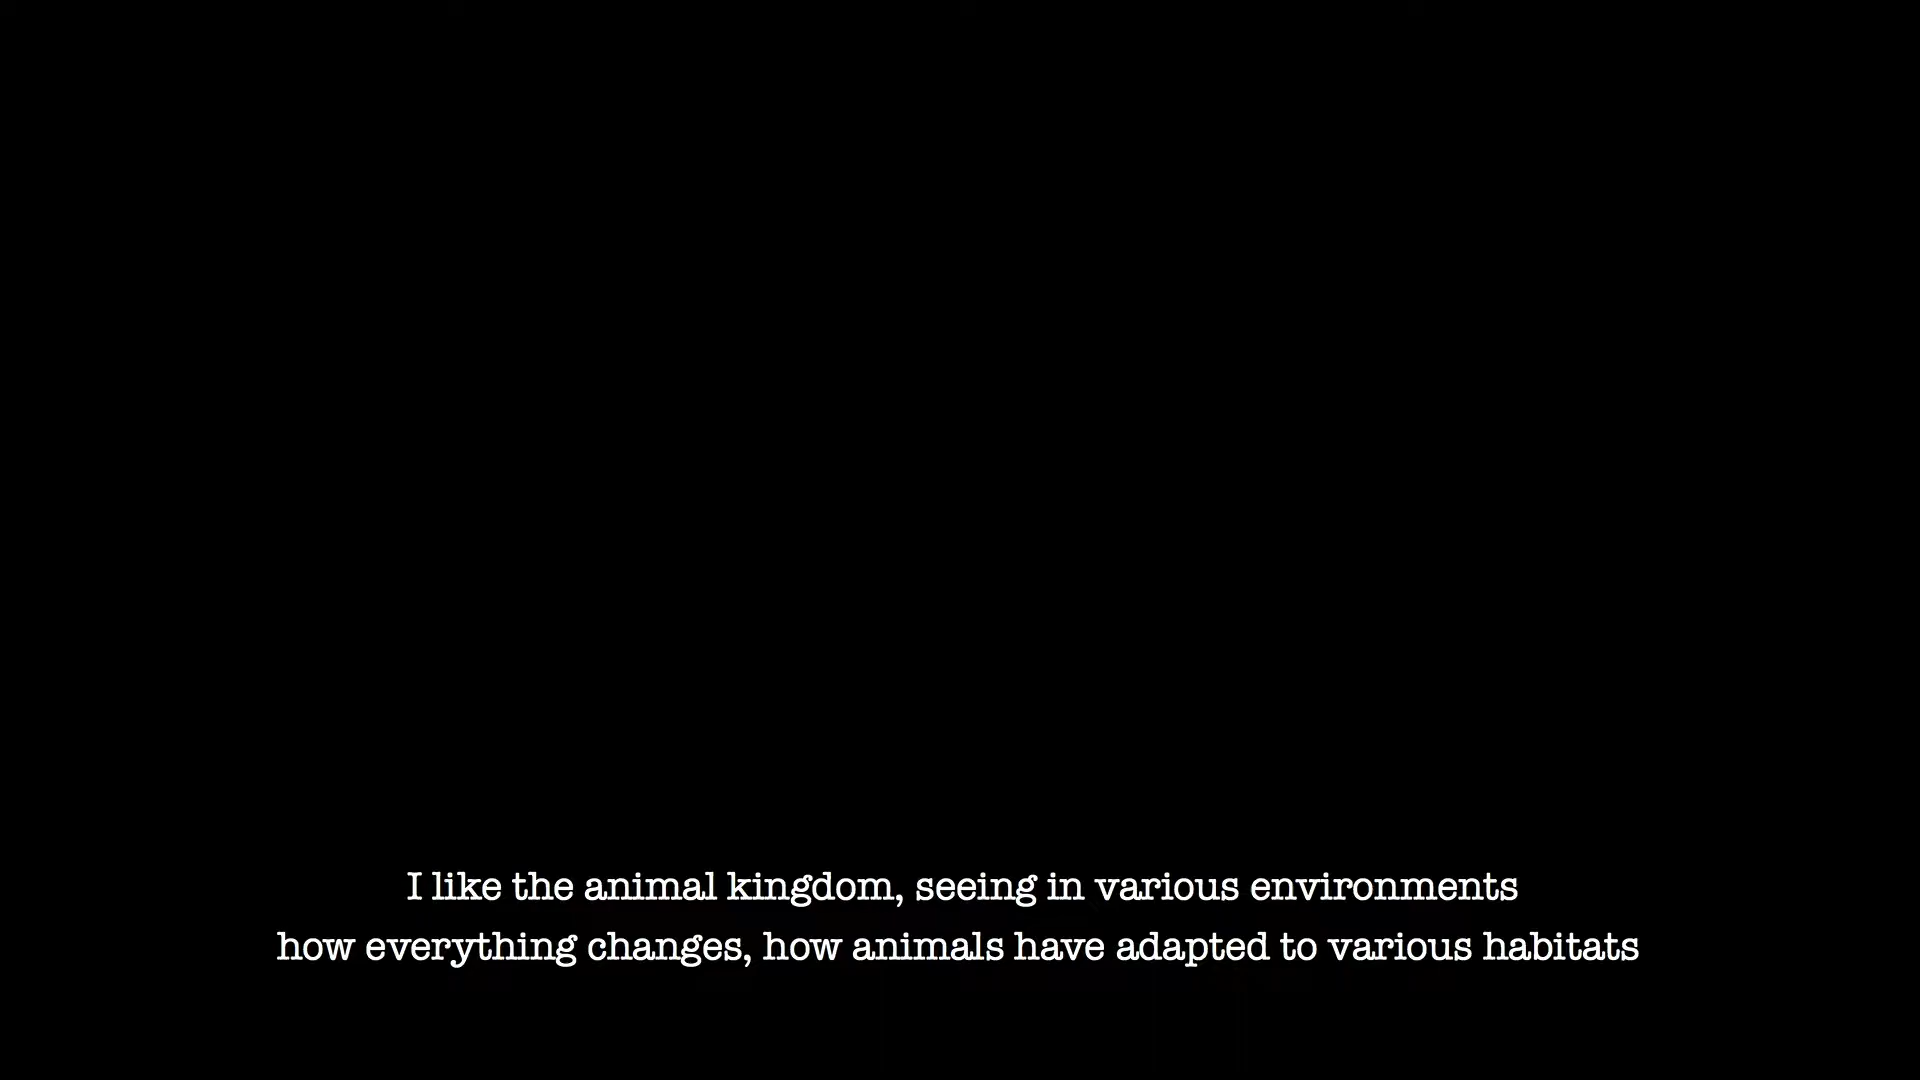 I like the animal kingdom, seeing in various environments
how everything changes, how animals have adapted to various habitats